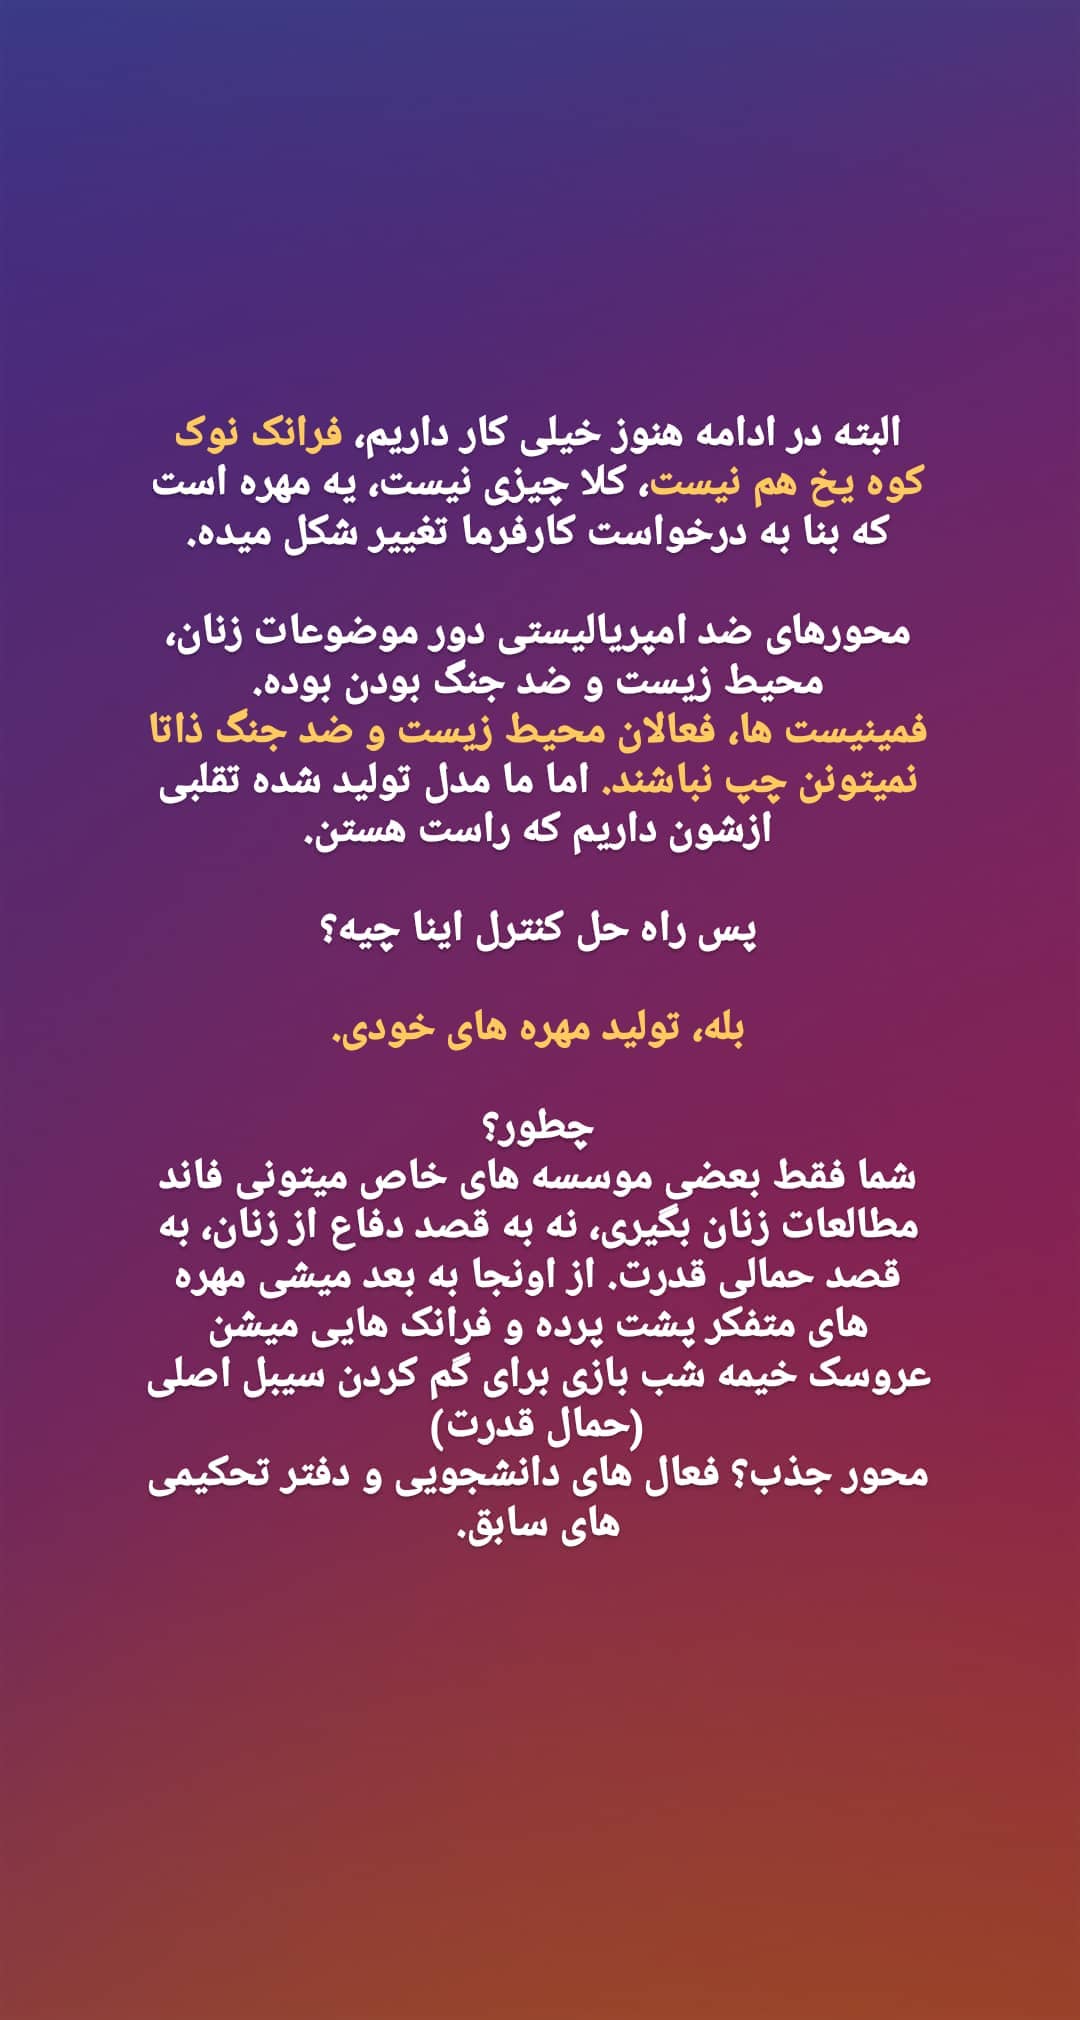 البته در ادامه هنوز خیلی کار داریم، فرانک نوک
کوه یخ هم نیست، کلا چیزی نیست، یه مهره است
که بنا به درخواست کارفرما تغییر شکل میده.
محورهای ضد امپریالیستی دور موضوعات زنان،
محیط زیست و ضد جنگ بودن بوده.
فمینیست ها، فعالان محیط زیست و ضد جنگ ذاتا
نمیتونن چپ نباشند. اما ما مدل تولید شده تقلبی
ازشون داریم که راست هستن.
پس راه حل کنترل اینا چیه؟
بله، تولید مهره های خودی.
چطور؟
شما فقط بعضی موسسه های خاص میتونی فاند
مطالعات زنان بگیری، نه به قصد دفاع از زنان، به
قصد حمالی قدرت. از اونجا به بعد میشی مهره
های متفکر پشت پرده و فرانک هایی میشن
عروسک خیمه شب بازی برای گم کردن سیبل اصلی
(حمال قدرت)
محور جذب؟ فعال های دانشجویی و دفتر تحکیمی
های سابق.